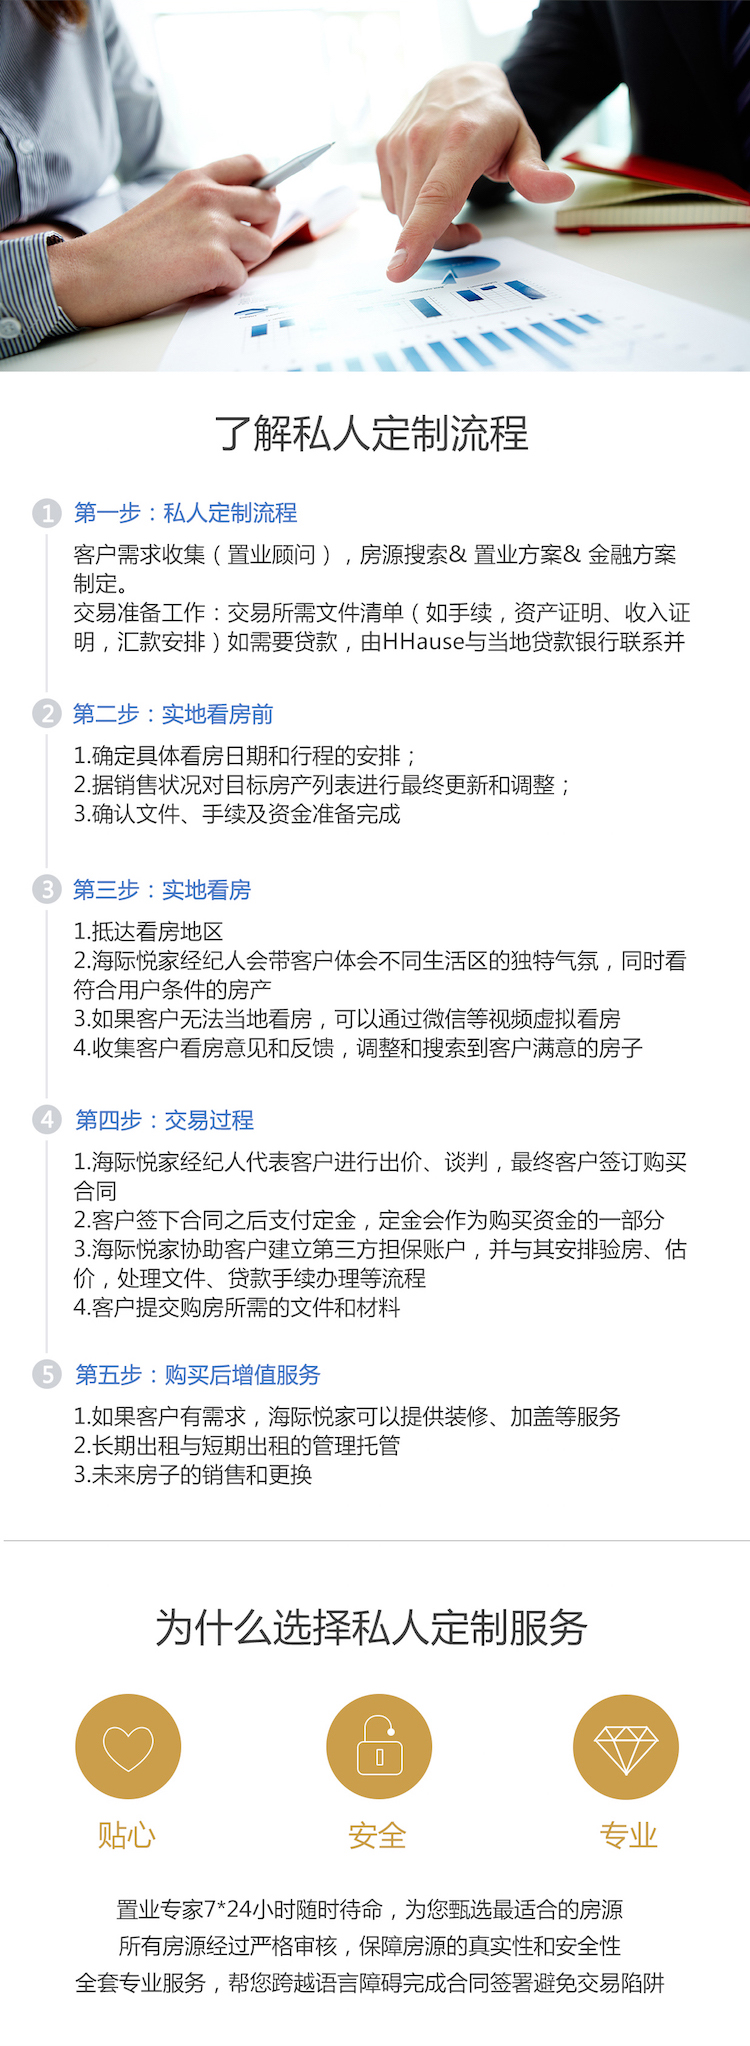 了解私人定制流程
1 第一步：私人定制流程
客户需求收集（置业顾问），房源搜索& 置业方案& 金融方案
制定。
交易准备工作：交易所需文件清单（如手续，资产证明、收入证
明，汇款安排）如需要贷款，由HHause与当地贷款银行联系并
2 第二步：实地看房前
1.确定具体看房日期和行程的安排；
2.据销售状况对目标房产列表进行最终更新和调整；
3.确认文件、手续及资金准备完成
3 第三步：实地看房
1.抵达看房地区
2.海际悦家经纪人会带客户体会不同生活区的独特气氛，同时看
符合用户条件的房产
3.如果客户无法当地看房，可以通过微信等视频虚拟看房
4.收集客户看房意见和反馈，调整和搜索到客户满意的房子
4 第四步：交易过程
1.海际悦家经纪人代表客户进行出价、谈判，最终客户签订购买
合同
2.客户签下合同之后支付定金，定金会作为购买资金的一部分
3.海际悦家协助客户建立第三方担保账户，并与其安排验房、估
价，处理文件、贷款手续办理等流程
4.客户提交购房所需的文件和材料
5 第五步：购买后增值服务
1.如果客户有需求，海际悦家可以提供装修、加盖等服务
2.长期出租与短期出租的管理托管
3.未来房子的销售和更换
为什么选择私人定制服务
贴心 安全 专业
置业专家7*24小时随时待命，为您甄选最适合的房源
所有房源经过严格审核，保障房源的真实性和安全性
全套专业服务，帮您跨越语言障碍完成合同签署避免交易陷阱